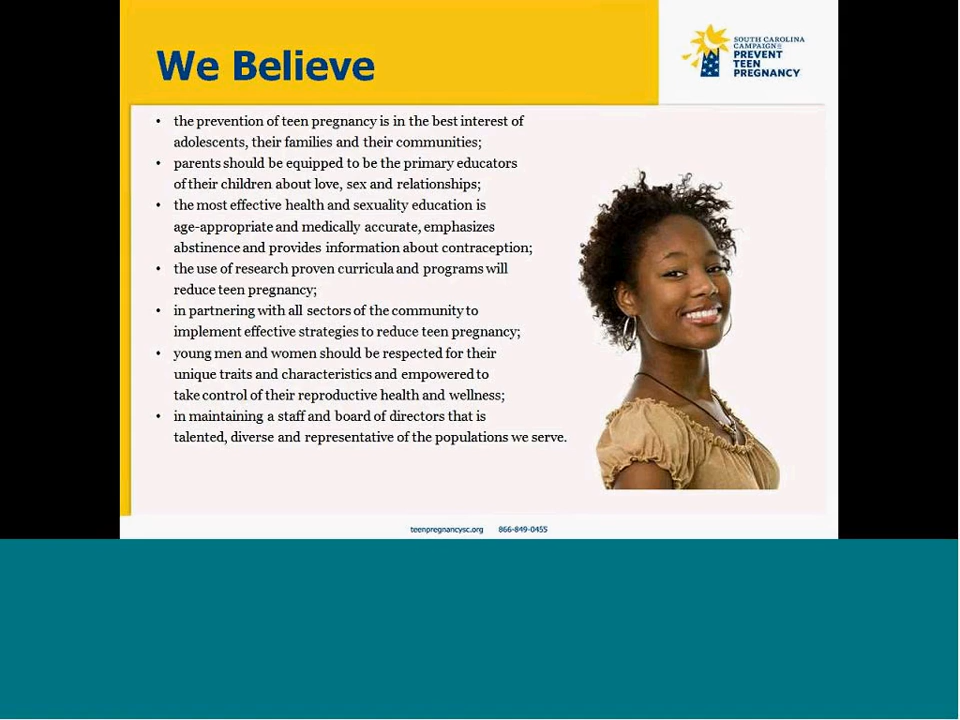 We Believe
SOUTH CAROLINA
CAMPAIGN TO
PREVENT
TEEN
PREGNANCY
• the prevention of teen pregnancy is in the best interest of
adolescents, their families and their communities;
• parents should be equipped to be the primary educators
of their children about love, sex and relationships;
• the most effective health and sexuality education is
age-appropriate and medically accurate, emphasizes
abstinence and provides information about contraception;
• the use of research proven curricula and programs will
reduce teen pregnancy;
• in partnering with all sectors of the community to
implement effective strategies to reduce teen pregnancy;
• young men and women should be respected for their
unique traits and characteristics and empowered to
take control of their reproductive health and wellness;
• in maintaining a staff and board of directors that is
talented, diverse and representative of the populations we serve.
teenpregnancysc.org 866-849-0455